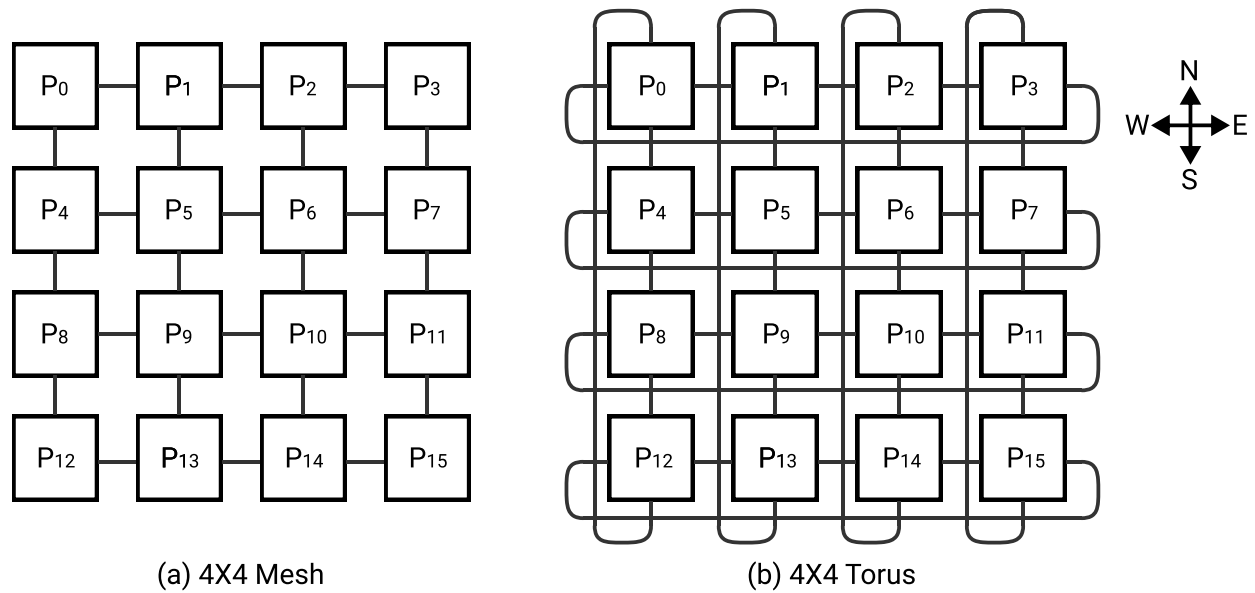 P0 P1 P2 P3
P4 P5 P6 P7
P8 P9 P10 P11
P12 P13 P14 P15
(a) 4X4 Mesh
P0 P1 P2 P3
P4 P5 P6 P7
P8 P9 P10 P11
P12 P13 P14 P15
(b) 4X4 Torus
N
W E
S